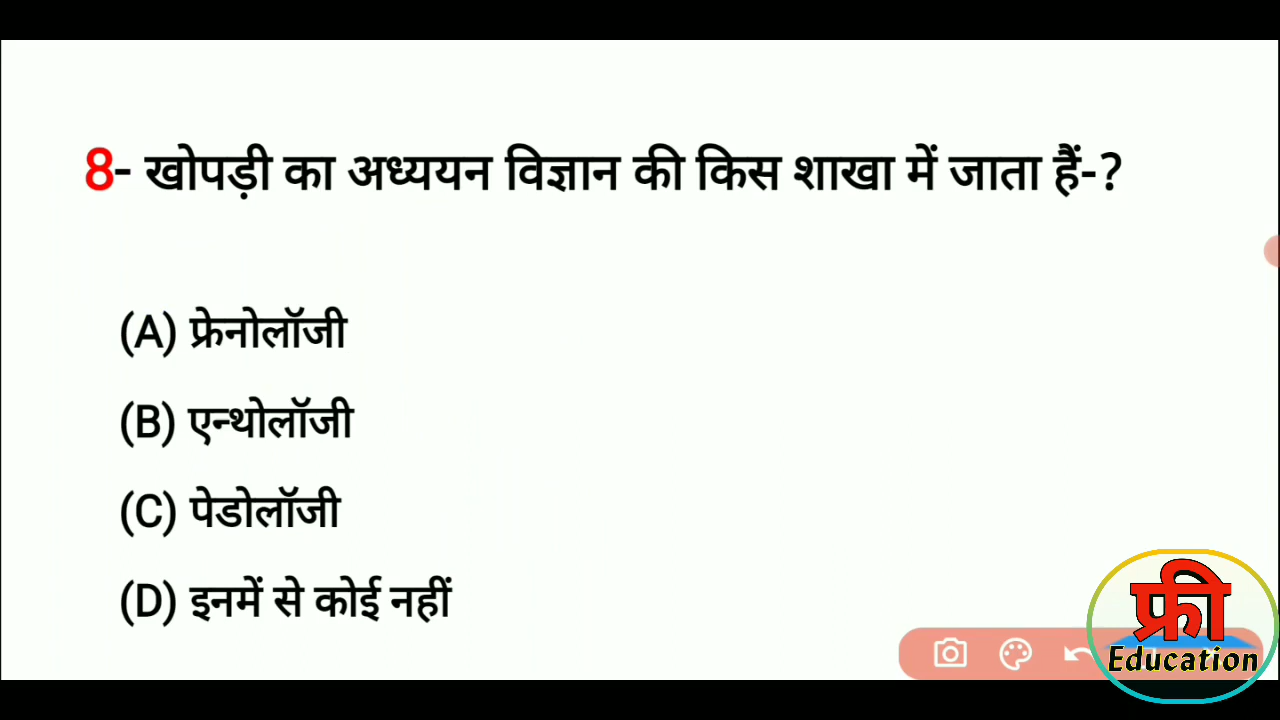 8- खोपड़ी का अध्ययन विज्ञान की किस शाखा में जाता हैं-?
(A) फ्रेनोलॉजी
(B) एन्थोलॉजी
(C) पेडोलॉजी
(D) इनमें से कोई नहीं
फ्री
Education